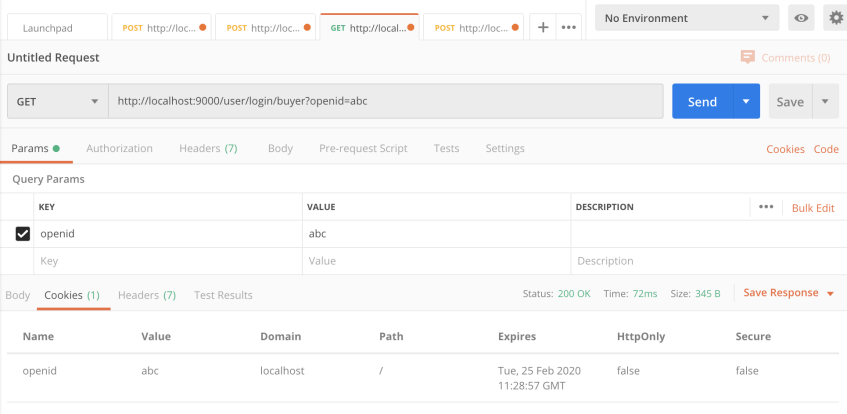 Launchpad POST http://loc... POST http://loc... GET http://local... POST http://loc... + ••• No Environment
Untitled Request Comments (0)
GET http://localhost:9000/user/login/buyer?openid=abc Send Save
Params Authorization Headers (7) Body Pre-request Script Tests Settings Cookies Code
Query Params
KEY VALUE DESCRIPTION ••• Bulk Edit
openid abc
Key Value Description
Body Cookies (1) Headers (7) Test Results Status: 200 OK Time: 72ms Size: 345 B Save Response
Name Value Domain Path Expires HttpOnly Secure
openid abc localhost / Tue, 25 Feb 2020 false false
11:28:57 GMT